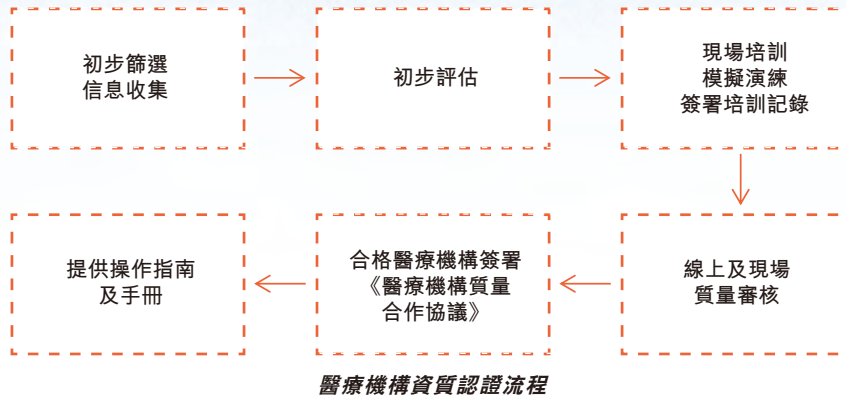 初步篩選
信息收集
初步評估
現場培訓
模擬演練
簽署培訓記錄
線上及現場
質量審核
合格醫療機構簽署
《醫療機構質量
合作協議》
提供操作指南
及手冊
醫療機構資質認證流程